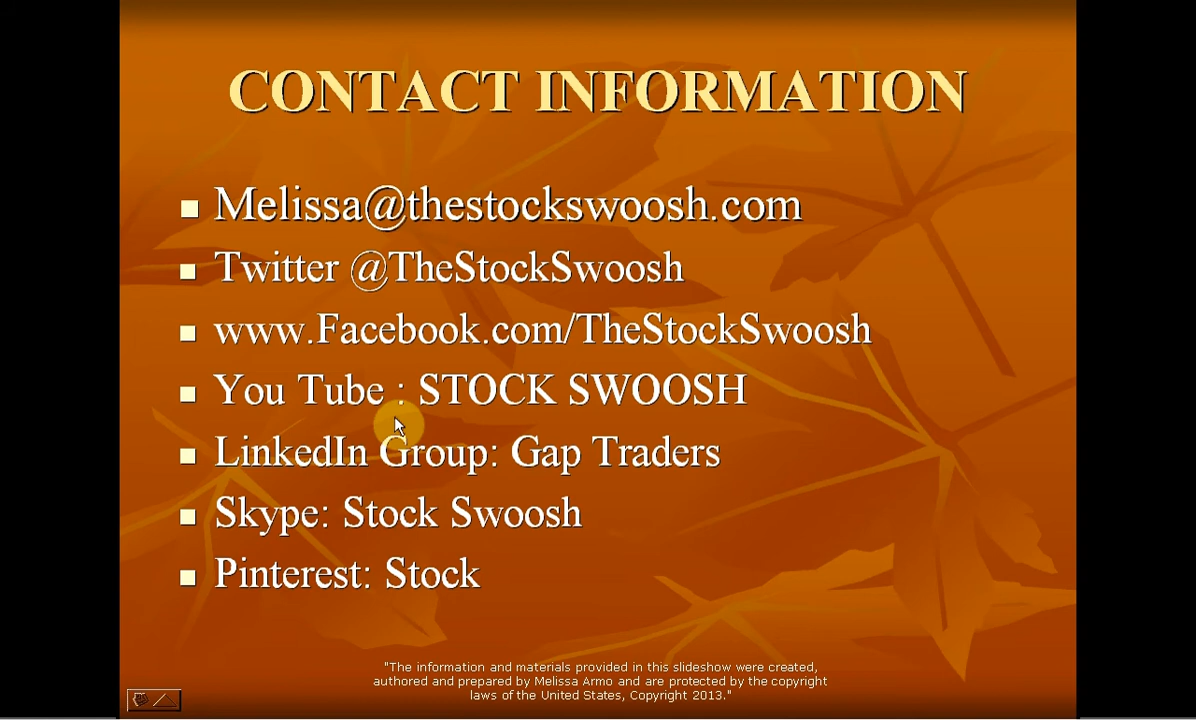 CONTACT INFORMATION
Melissa@thestockswoosh.com
Twitter @TheStockSwoosh
www.Facebook.com/TheStockSwoosh
You Tube : STOCK SWOOSH
LinkedIn Group: Gap Traders
Skype: Stock Swoosh
Pinterest: Stock
"The information and materials provided in this slideshow were created,
authored and prepared by Melissa Armo and are protected by the copyright
laws of the United States, Copyright 2013."